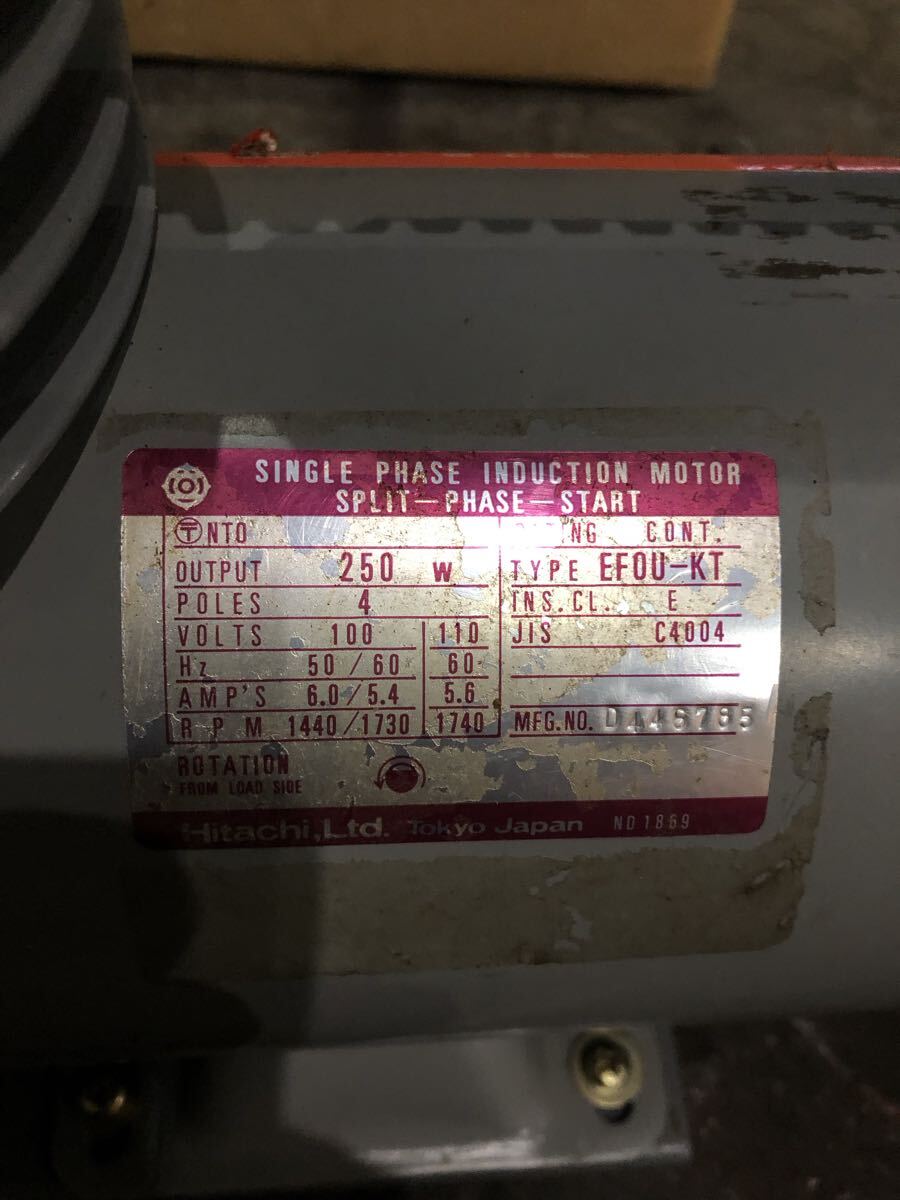 SINGLE PHASE INDUCTION MOTOR
SPLIT-PHASE-START
〒 NTO CONT.
OUTPUT 250 W TYPE EFOU-KT
POLES 4 INS. CL. E
VOLTS 100 110 JIS C4004
Hz 50/60 60
AMP'S 6.0/5.4 5.6
R P M 1440/1730 1740 MFG.NO. D446765
ROTATION
FROM LOAD SIDE
Hitachi, Ltd. Tokyo Japan ND1859